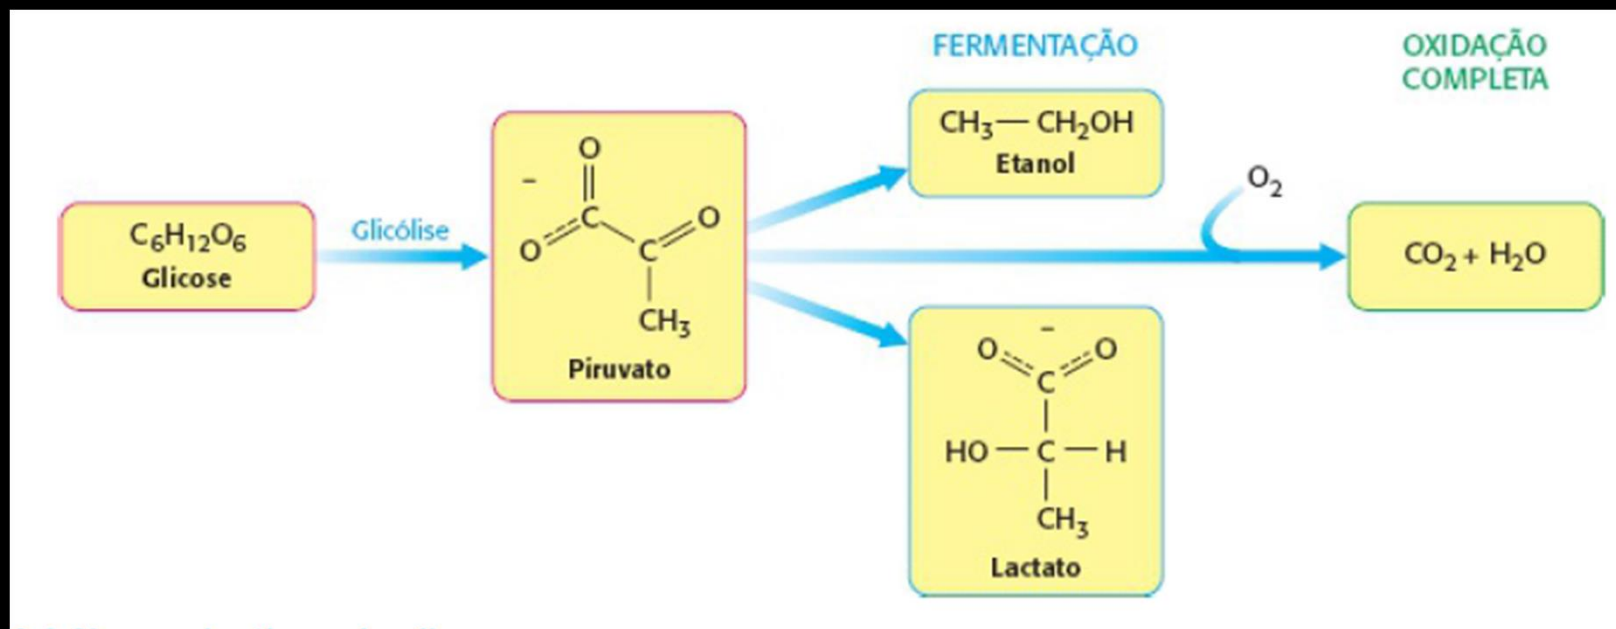 FERMENTAÇÃO
OXIDAÇÃO
COMPLETA
C₆H₁₂O₆
Glicose
Glicólise
O
−
C
O
O
C
CH₃
Piruvato
CH₃— CH₂OH
Etanol
O₂
CO₂ + H₂O
−
O
O
C
HO — C — H
CH₃
Lactato